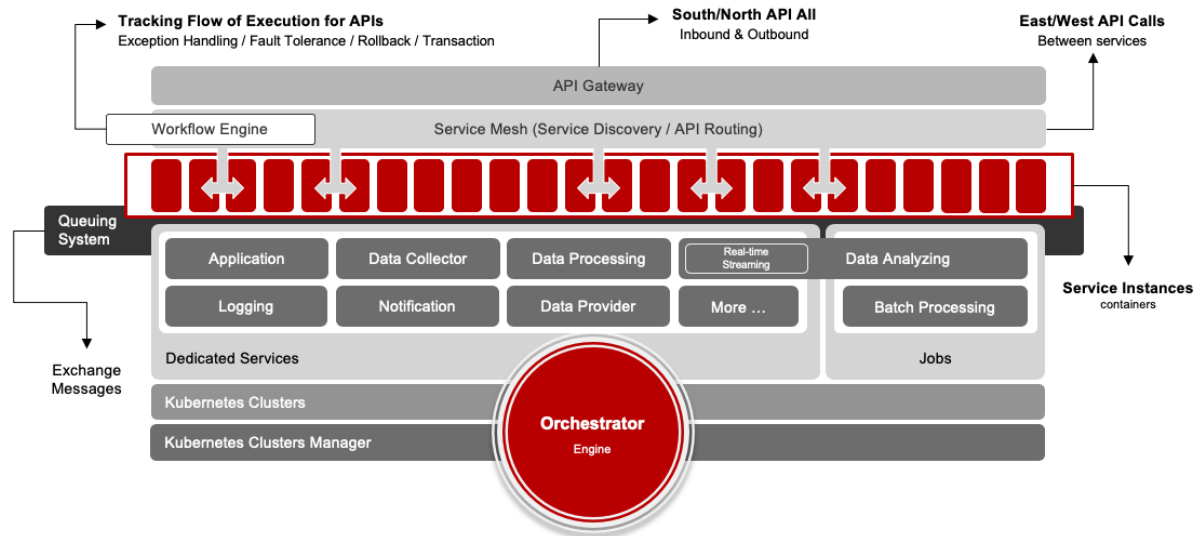 Tracking Flow of Execution for APIs
Exception Handling / Fault Tolerance / Rollback / Transaction
South/North API All
Inbound & Outbound
East/West API Calls
Between services
API Gateway
Workflow Engine
Service Mesh (Service Discovery / API Routing)
Queuing
System
Application
Data Collector
Data Processing
Real-time
Streaming
Data Analyzing
Logging
Notification
Data Provider
More ...
Batch Processing
Service Instances
containers
Dedicated Services
Jobs
Exchange
Messages
Kubernetes Clusters
Kubernetes Clusters Manager
Orchestrator
Engine